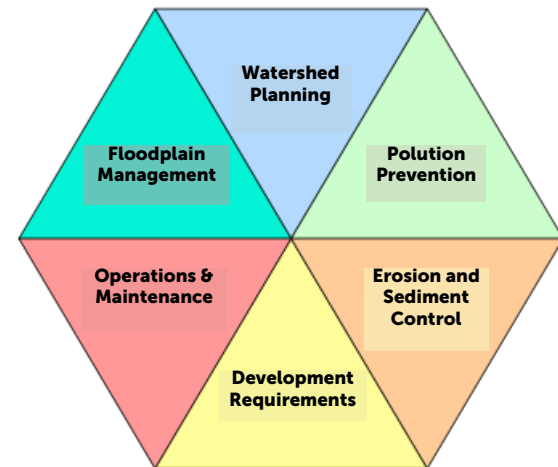 Watershed
Planning
Floodplain
Management
Polution
Prevention
Operations &
Maintenance
Erosion and
Sediment
Control
Development
Requirements